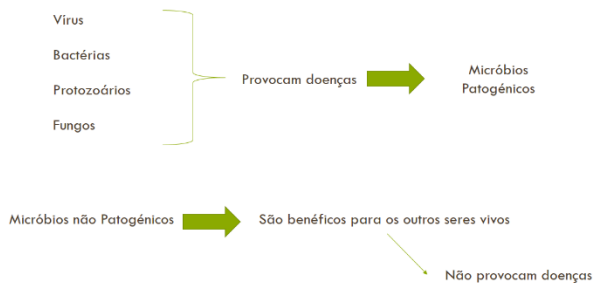 Vírus
Bactérias
Protozoários
Fungos
Provocam doenças
Micróbios
Patogénicos
Micróbios não Patogénicos
São benéficos para os outros seres vivos
Não provocam doenças